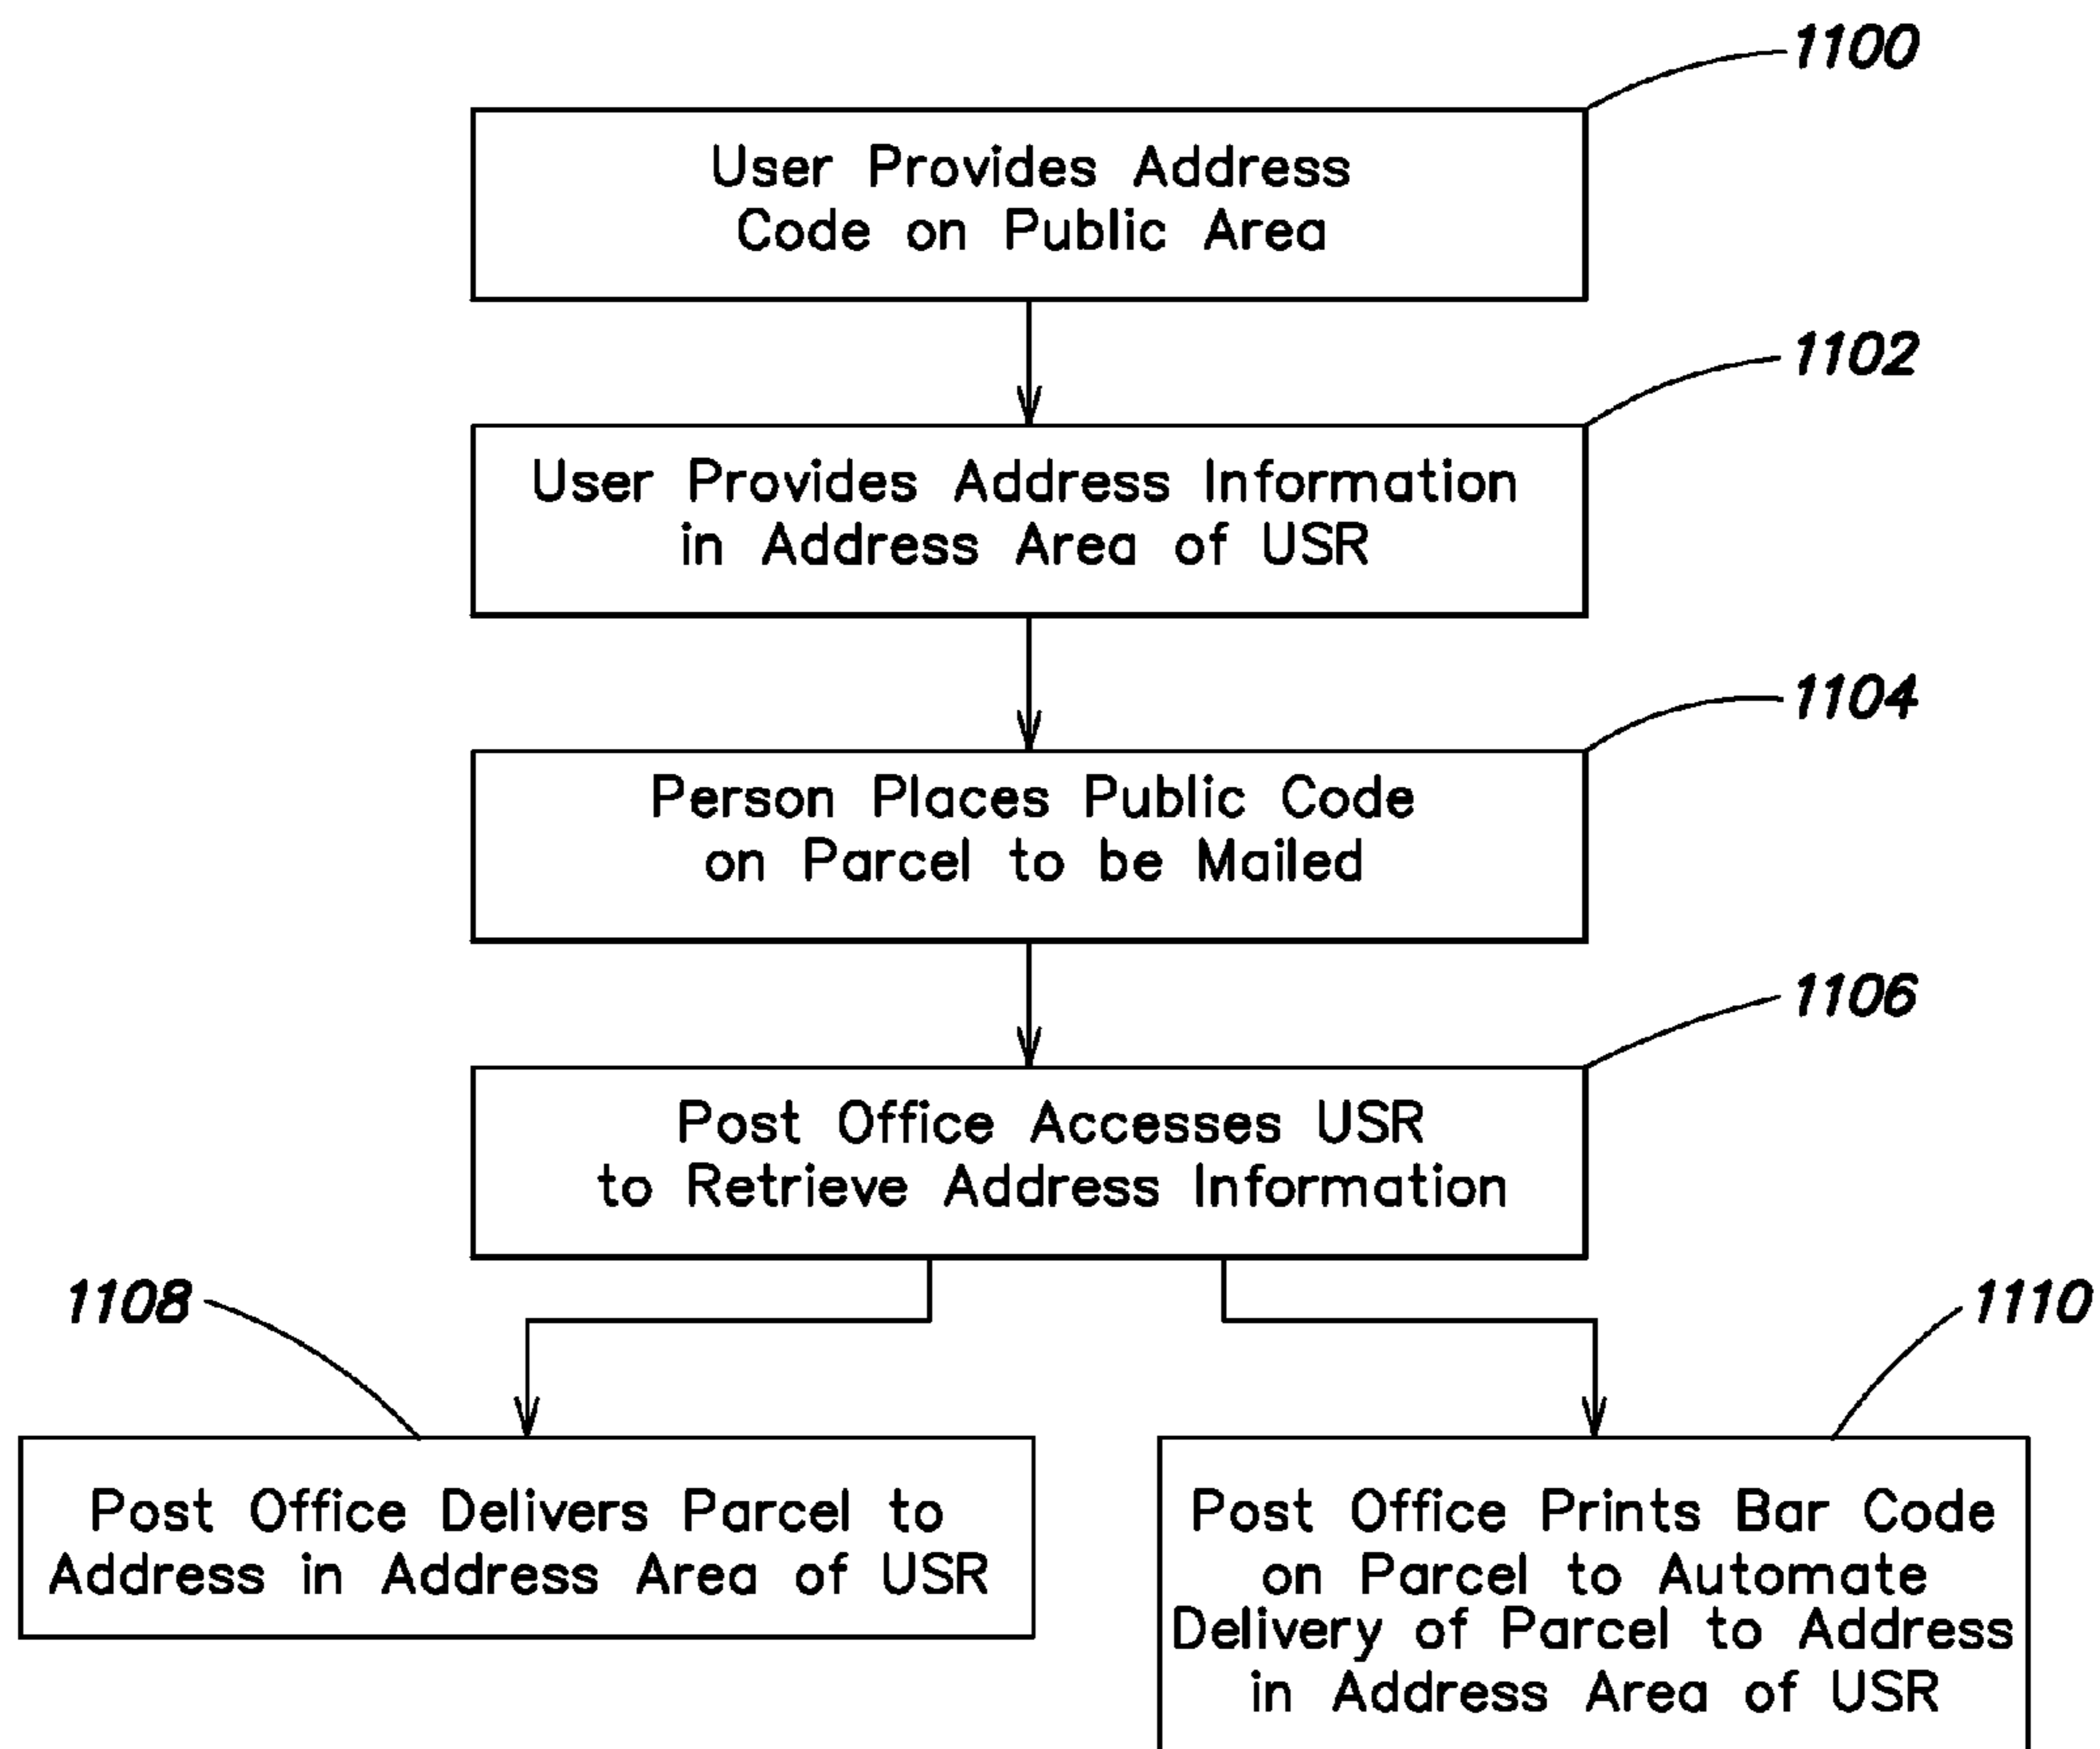 1100
User Provides Address
Code on Public Area
1102
User Provides Address Information
in Address Area of USR
1104
Person Places Public Code
on Parcel to be Mailed
1106
Post Office Accesses USR
to Retrieve Address Information
1108
Post Office Delivers Parcel to
Address in Address Area of USR
1110
Post Office Prints Bar Code
on Parcel to Automate
Delivery of Parcel to Address
in Address Area of USR